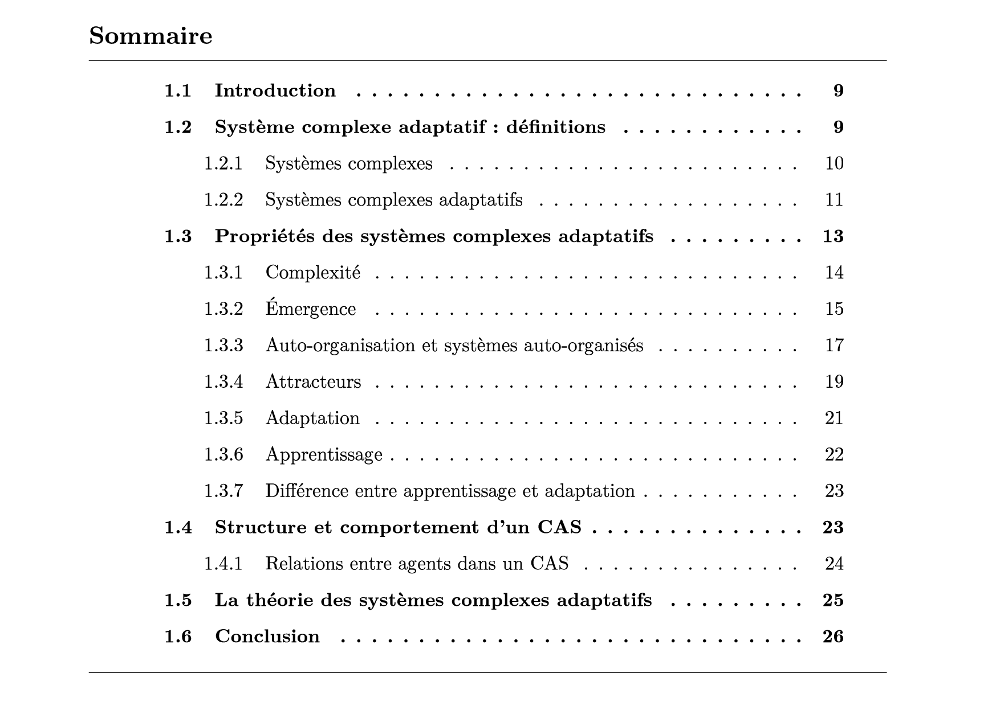 Sommaire
1.1 Introduction . . . . . . . . . . . . . . . . . . . . . . . . . . . . . 9
1.2 Système complexe adaptatif : définitions . . . . . . . . . . . . 9
1.2.1 Systèmes complexes . . . . . . . . . . . . . . . . . . . . . . . . 10
1.2.2 Systèmes complexes adaptatifs . . . . . . . . . . . . . . . . . . 11
1.3 Propriétés des systèmes complexes adaptatifs . . . . . . . . . 13
1.3.1 Complexité . . . . . . . . . . . . . . . . . . . . . . . . . . . . . 14
1.3.2 Émergence . . . . . . . . . . . . . . . . . . . . . . . . . . . . . 15
1.3.3 Auto-organisation et systèmes auto-organisés . . . . . . . . . . 17
1.3.4 Attracteurs . . . . . . . . . . . . . . . . . . . . . . . . . . . . . 19
1.3.5 Adaptation . . . . . . . . . . . . . . . . . . . . . . . . . . . . . 21
1.3.6 Apprentissage . . . . . . . . . . . . . . . . . . . . . . . . . . . . 22
1.3.7 Différence entre apprentissage et adaptation . . . . . . . . . . . 23
1.4 Structure et comportement d'un CAS . . . . . . . . . . . . . . 23
1.4.1 Relations entre agents dans un CAS . . . . . . . . . . . . . . . 24
1.5 La théorie des systèmes complexes adaptatifs . . . . . . . . . 25
1.6 Conclusion . . . . . . . . . . . . . . . . . . . . . . . . . . . . . . 26